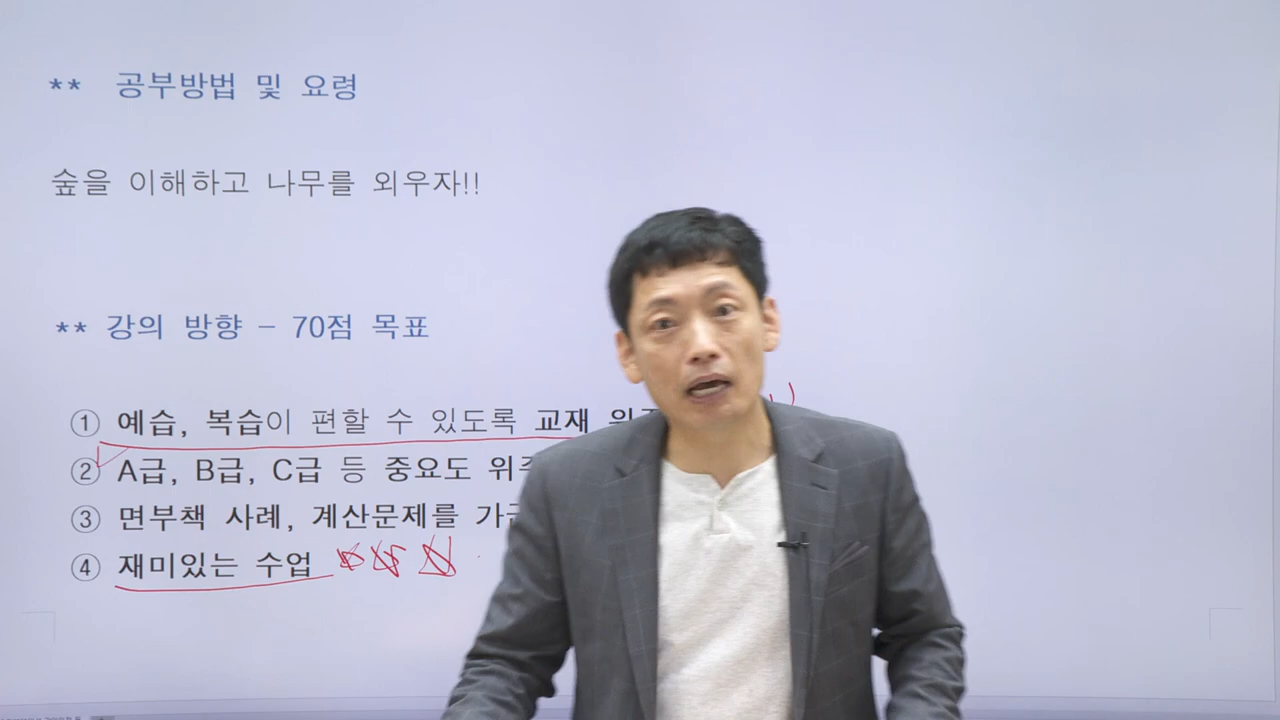 ** 공부방법 및 요령
숲을 이해하고 나무를 외우자!!
** 강의 방향 – 70점 목표
① 예습, 복습이 편할 수 있도록 교재
② A급, B급, C급 등 중요도
③ 면부책 사례, 계산문제를
④ 재미있는 수업